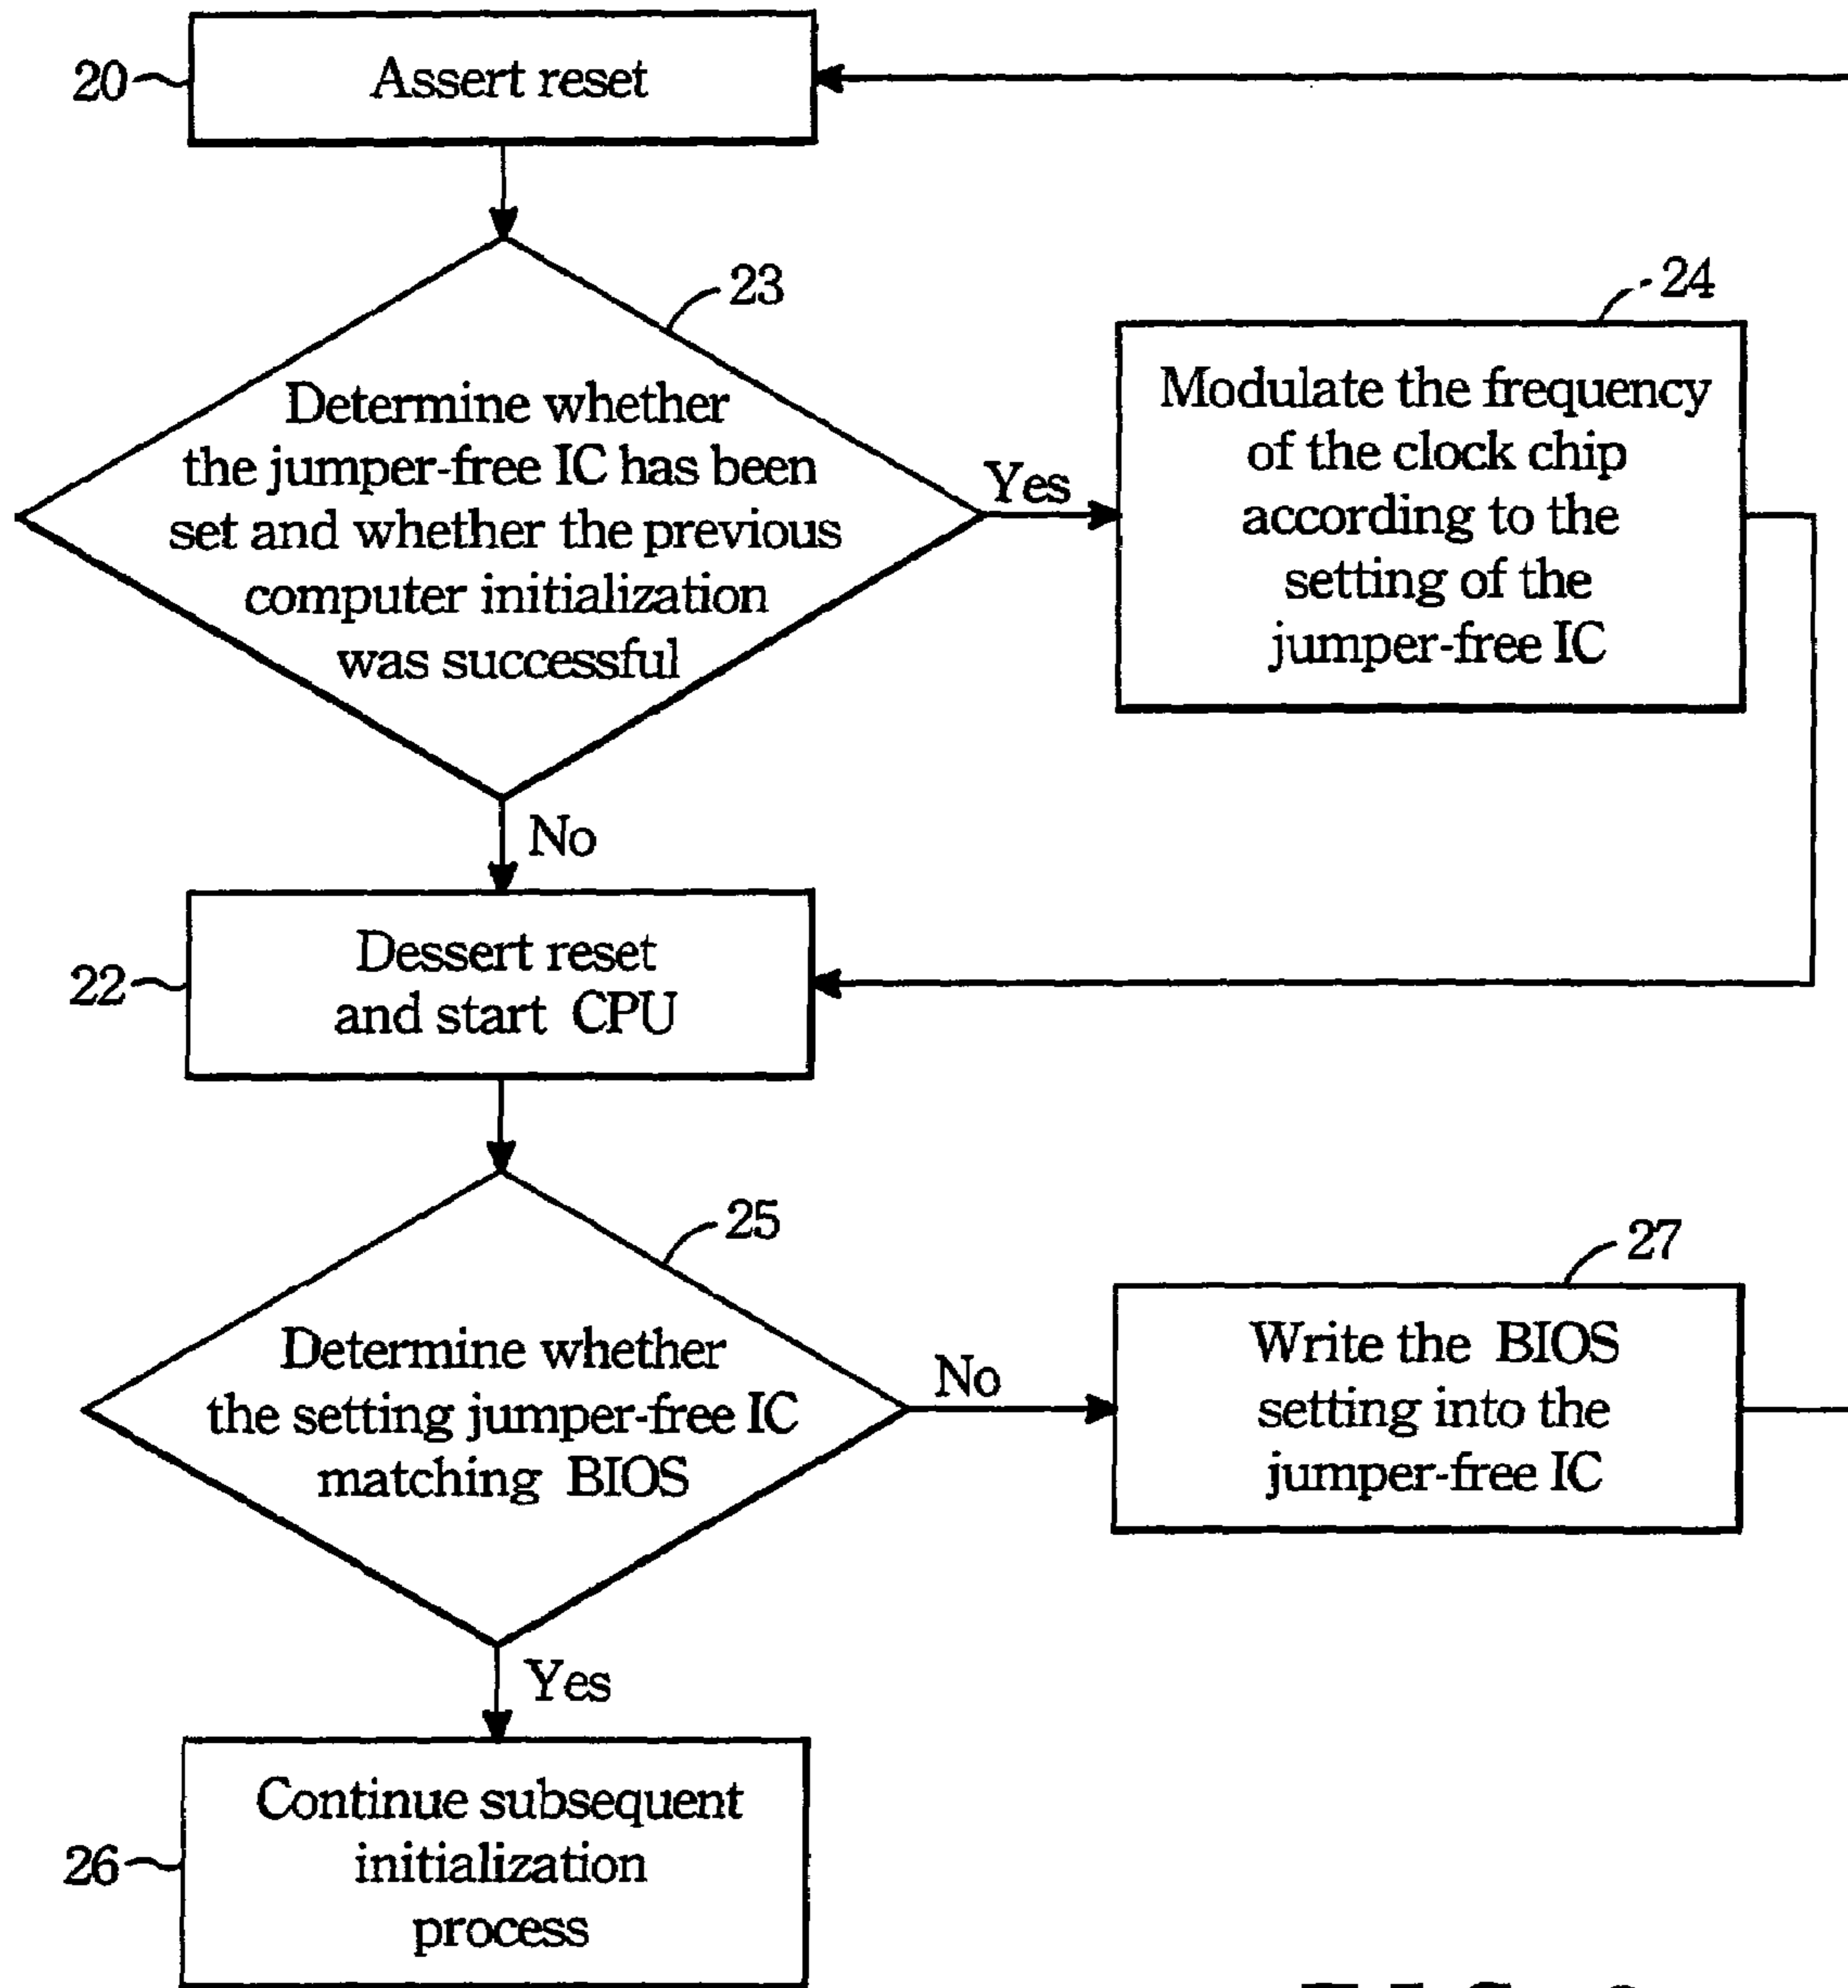 20
Assert reset
23
Determine whether
the jumper-free IC has been
set and whether the previous
computer initialization
was successful
Yes
24
Modulate the frequency
of the clock chip
according to the
setting of the
jumper-free IC
No
22
Dessert reset
and start CPU
25
Determine whether
the setting jumper-free IC
matching BIOS
No
27
Write the BIOS
setting into the
jumper-free IC
Yes
26
Continue subsequent
initialization
process